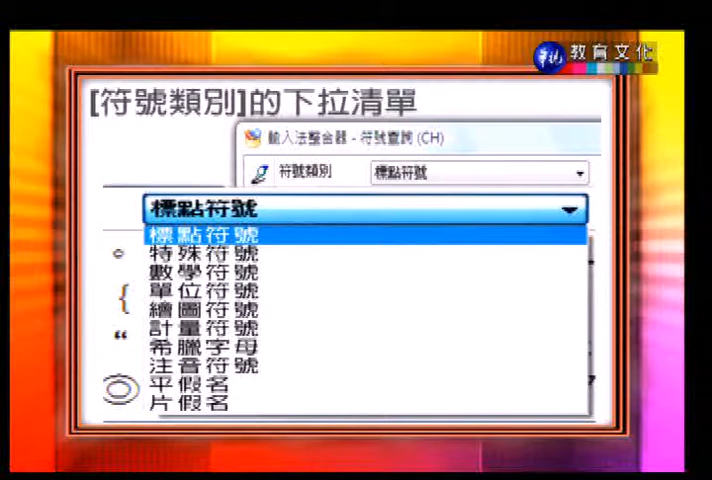 華視 教育文化
[符號類別]的下拉清單
輸入法整合器 - 符號查詢 (CH)
符號類別 標點符號
標點符號
標點符號
特殊符號
數學符號
單位符號
繪圖符號
計量符號
希臘字母
注音符號
平假名
片假名
。
{
“
◎